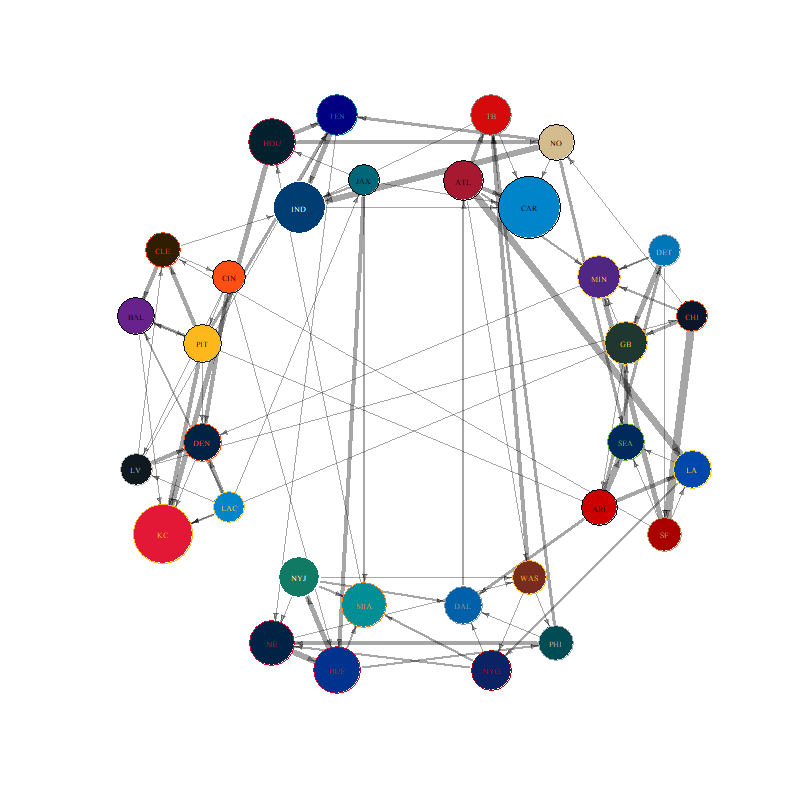 TEN
TB
HOU
NO
JAX
ATL
IND
CAR
CLE
DET
CIN
MIN
BAL
CHI
PIT
GB
DEN
SEA
LV
LA
LAC
ARI
KC
SF
NYJ
WAS
MIA
DAL
NE
PHI
BUF
NYG